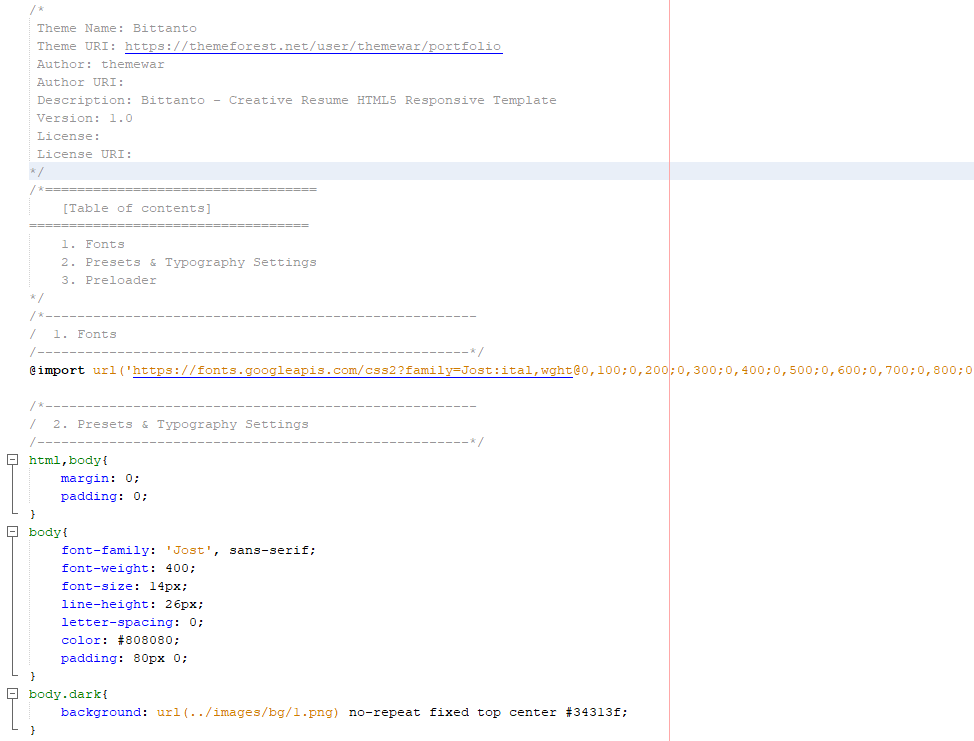 /*
Theme Name: Bittanto
Theme URI: https://themeforest.net/user/themewar/portfolio
Author: themewar
Author URI:
Description: Bittanto - Creative Resume HTML5 Responsive Template
Version: 1.0
License:
License URI:
*/
/*==================================
[Table of contents]
===================================
1. Fonts
2. Presets & Typography Settings
3. Preloader
*/
/*------------------------------------------------------
/  1. Fonts
/------------------------------------------------------*/
@import url('https://fonts.googleapis.com/css2?family=Jost:ital,wght@0,100;0,200;0,300;0,400;0,500;0,600;0,700;0,800;0
/*------------------------------------------------------
/  2. Presets & Typography Settings
/------------------------------------------------------*/
html,body{
margin: 0;
padding: 0;
}
body{
font-family: 'Jost', sans-serif;
font-weight: 400;
font-size: 14px;
line-height: 26px;
letter-spacing: 0;
color: #808080;
padding: 80px 0;
}
body.dark{
background: url(../images/bg/1.png) no-repeat fixed top center #34313f;
}